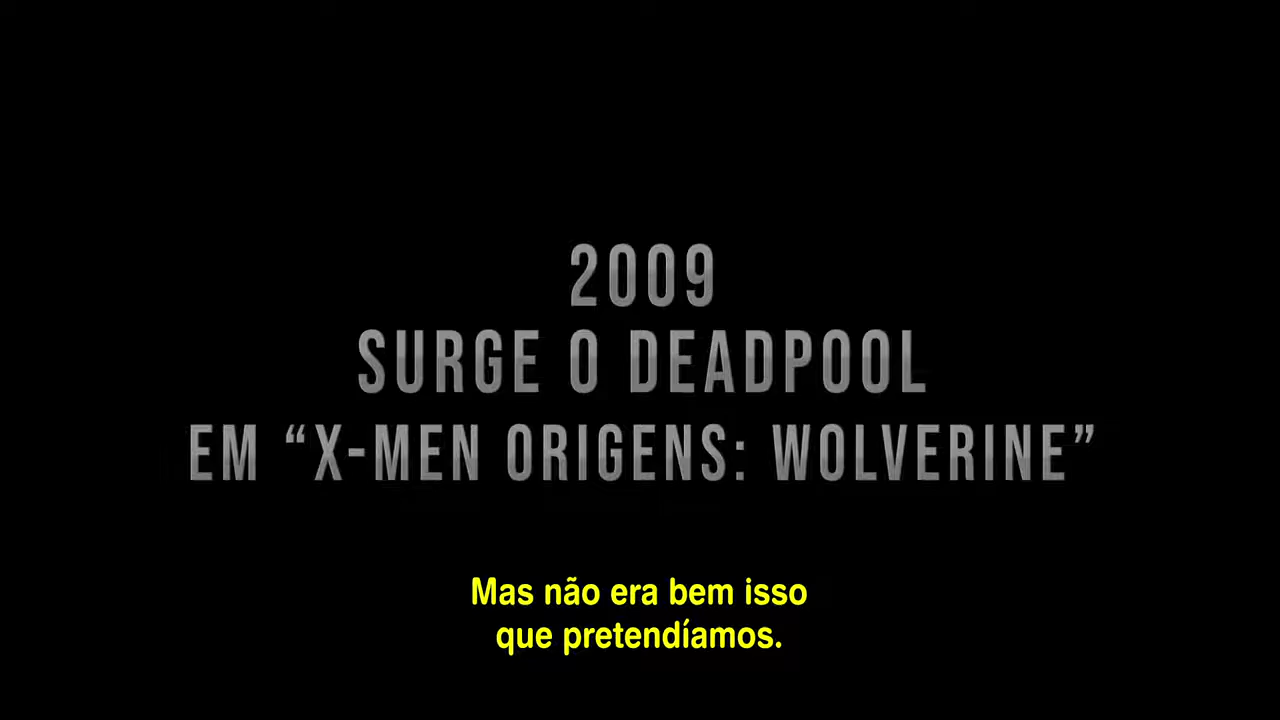 2009
SURGE O DEADPOOL
EM “X-MEN ORIGENS: WOLVERINE”
Mas não era bem isso
que pretendíamos.